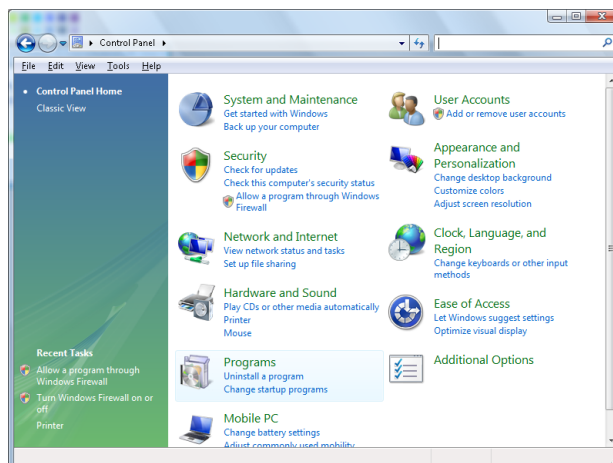 Control Panel
File Edit View Tools Help
Control Panel Home
Classic View
System and Maintenance
Get started with Windows
Back up your computer
Security
Check for updates
Check this computer's security status
Allow a program through Windows
Firewall
Network and Internet
View network status and tasks
Set up file sharing
Hardware and Sound
Play CDs or other media automatically
Printer
Mouse
Programs
Uninstall a program
Change startup programs
Mobile PC
Change battery settings
Adjust commonly used mobility
User Accounts
Add or remove user accounts
Appearance and
Personalization
Change desktop background
Customize colors
Adjust screen resolution
Clock, Language, and
Region
Change keyboards or other input
methods
Ease of Access
Let Windows suggest settings
Optimize visual display
Additional Options
Recent Tasks
Allow a program through
Windows Firewall
Turn Windows Firewall on or
off
Printer